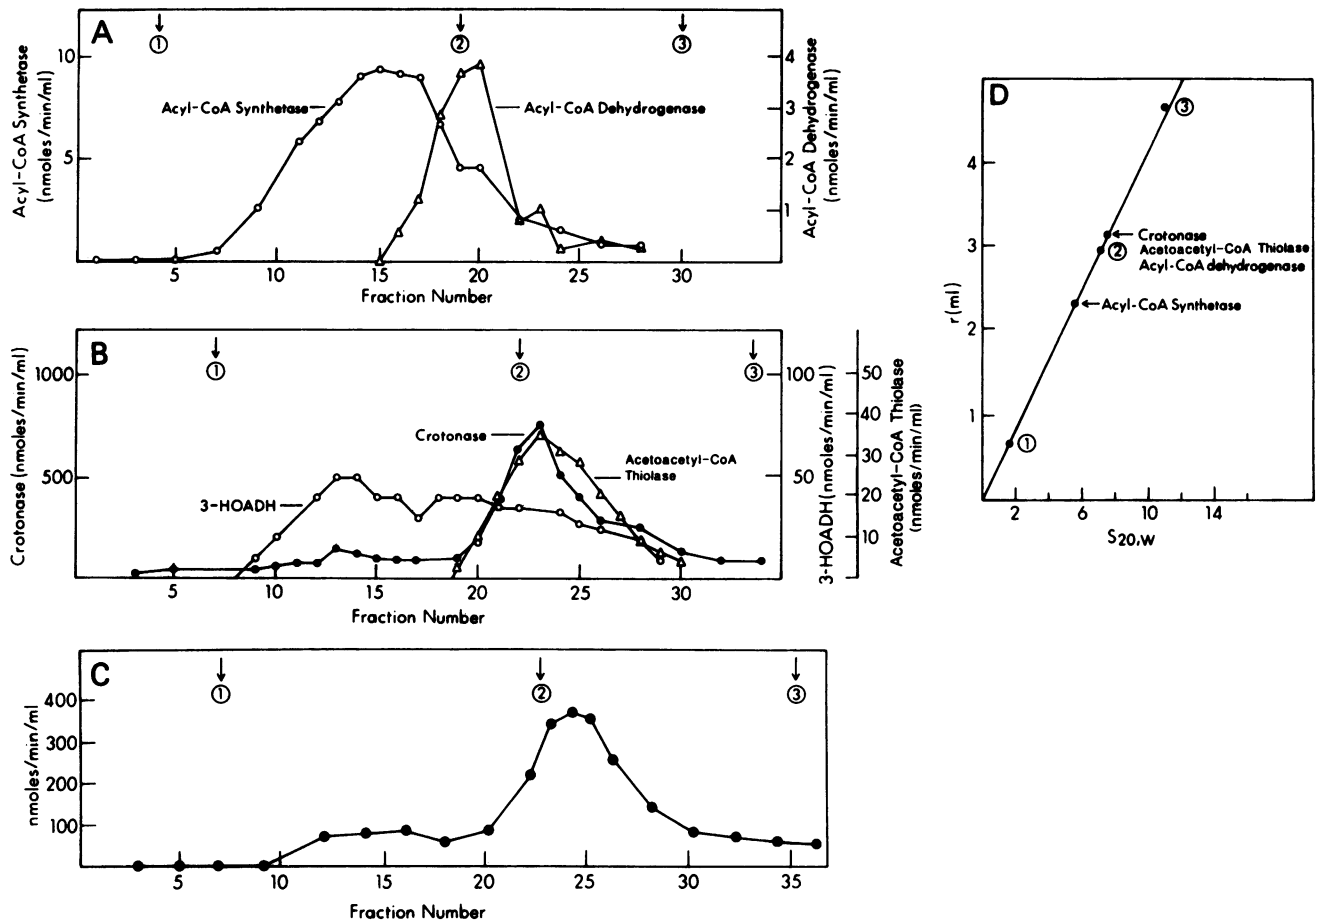 A
①
②
③
Acyl-CoA Synthetase
(nmoles/min/ml)
10
5
Acyl-CoA Synthetase
Acyl-CoA Dehydrogenase
4
3
2
1
Acyl-CoA Dehydrogenase
(nmoles/min/ml)
5
10
15
20
25
30
Fraction Number
B
①
②
③
Crotonase (nmoles/min/ml)
1000
500
Crotonase
Acetoacetyl-CoA
Thiolase
3-HOADH
100
50
3-HOADH (nmoles/min/ml)
50
40
30
20
10
Acetoacetyl-CoA Thiolase
(nmoles/min/ml)
5
10
15
20
25
30
Fraction Number
C
①
②
③
nmoles/min/ml
400
300
200
100
5
10
15
20
25
30
35
Fraction Number
D
③
4
3
2
1
r (ml)
Crotonase
② Acetoacetyl-CoA Thiolase
Acyl-CoA dehydrogenase
Acyl-CoA Synthetase
①
2
6
10
14
S20,w